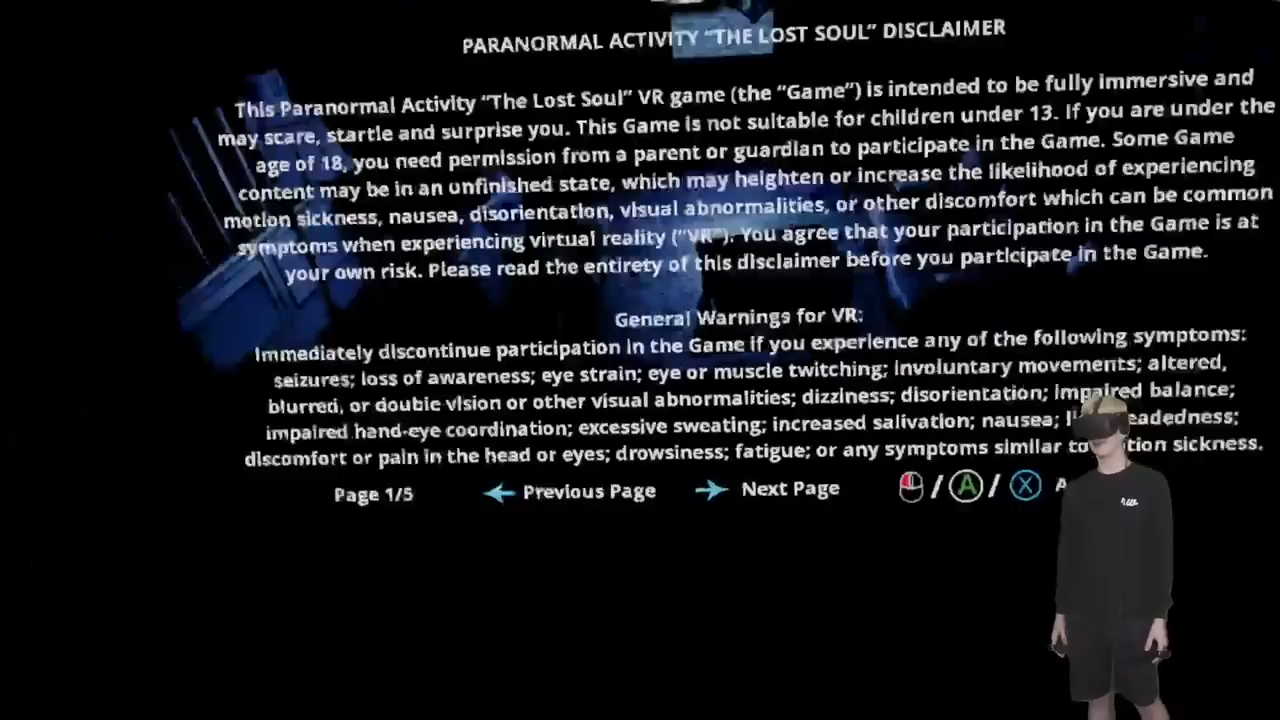 PARANORMAL ACTIVITY "THE LOST SOUL" DISCLAIMER
This Paranormal Activity "The Lost Soul" VR game (the "Game") is intended to be fully immersive and
may scare, startle and surprise you. This Game is not suitable for children under 13. If you are under the
age of 18, you need permission from a parent or guardian to participate in the Game. Some Game
content may be in an unfinished state, which may heighten or increase the likelihood of experiencing
motion sickness, nausea, disorientation, visual abnormalities, or other discomfort which can be common
symptoms when experiencing virtual reality ("VR"). You agree that your participation in the Game is at
your own risk. Please read the entirety of this disclaimer before you participate in the Game.
General Warnings for VR:
Immediately discontinue participation in the Game if you experience any of the following symptoms:
seizures; loss of awareness; eye strain; eye or muscle twitching; involuntary movements; altered,
blurred, or double vision or other visual abnormalities; dizziness; disorientation; impaired balance;
impaired hand-eye coordination; excessive sweating; increased salivation; nausea;
discomfort or pain in the head or eyes; drowsiness; fatigue; or any symptoms similar to sickness.
Page 1/5 Previous Page Next Page / A / X